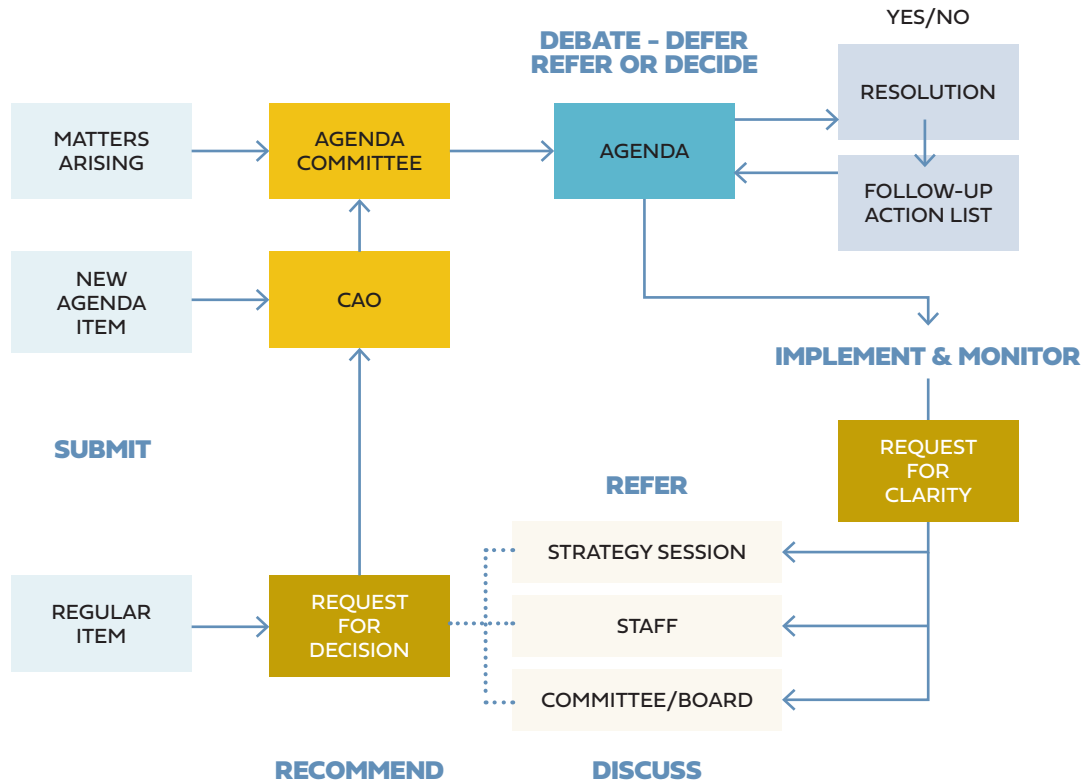 YES/NO
DEBATE – DEFER
REFER OR DECIDE
MATTERS
ARISING
AGENDA
COMMITTEE
AGENDA
RESOLUTION
FOLLOW-UP
ACTION LIST
NEW
AGENDA
ITEM
CAO
IMPLEMENT & MONITOR
SUBMIT
REQUEST
FOR
CLARITY
REFER
STRATEGY SESSION
REGULAR
ITEM
REQUEST
FOR
DECISION
STAFF
COMMITTEE/BOARD
RECOMMEND
DISCUSS